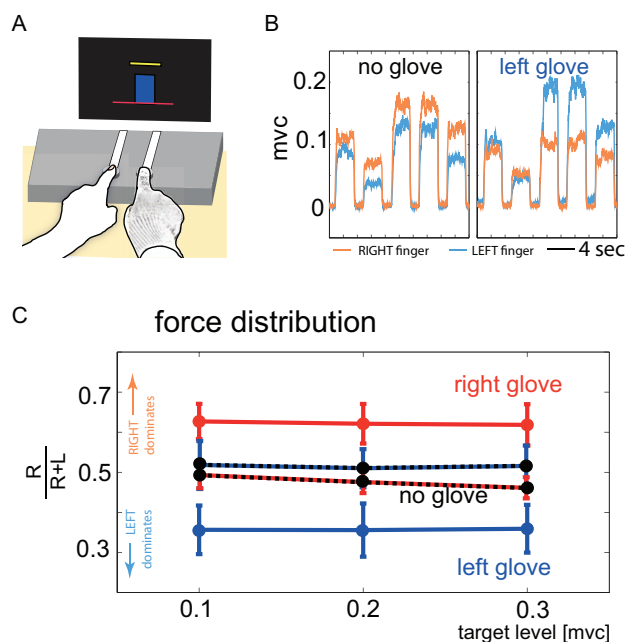 A
B
no glove
left glove
0.2
0.1
0
mvc
RIGHT finger
LEFT finger
4 sec
C
force distribution
0.7
0.5
0.3
R
R+L
RIGHT
dominates
LEFT
dominates
right glove
no glove
left glove
0.1
0.2
0.3
target level [mvc]